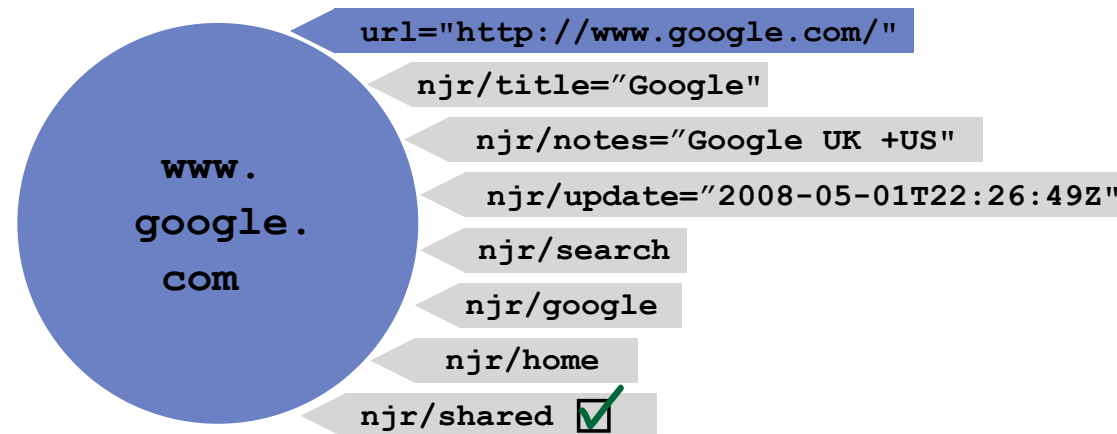 url="http://www.google.com/"
njr/title=”Google"
njr/notes=”Google UK +US"
njr/update=”2008-05-01T22:26:49Z"
njr/search
njr/google
njr/home
njr/shared
www.
google.
com